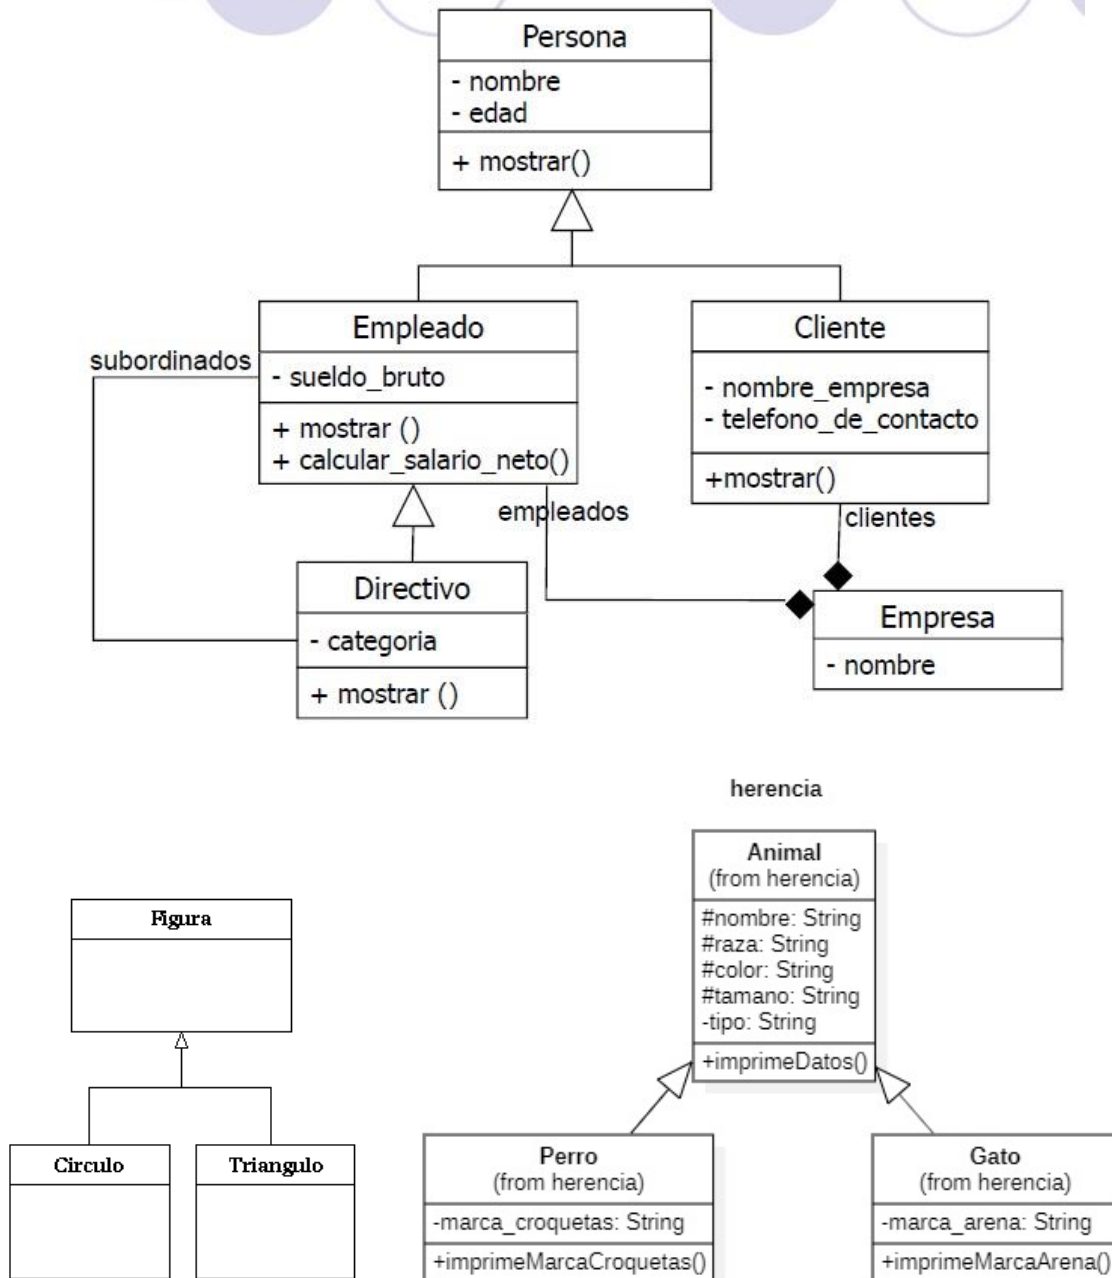 Persona
- nombre
- edad
+ mostrar()
Empleado
- sueldo_bruto
+ mostrar ()
+ calcular_salario_neto()
Cliente
- nombre_empresa
- telefono_de_contacto
+mostrar()
subordinados
empleados
clientes
Directivo
- categoria
+ mostrar ()
Empresa
- nombre
herencia
Figura
Circulo
Triangulo
Animal
(from herencia)
#nombre: String
#raza: String
#color: String
#tamano: String
-tipo: String
+imprimeDatos()
Perro
(from herencia)
-marca_croquetas: String
+imprimeMarcaCroquetas()
Gato
(from herencia)
-marca_arena: String
+imprimeMarcaArena()